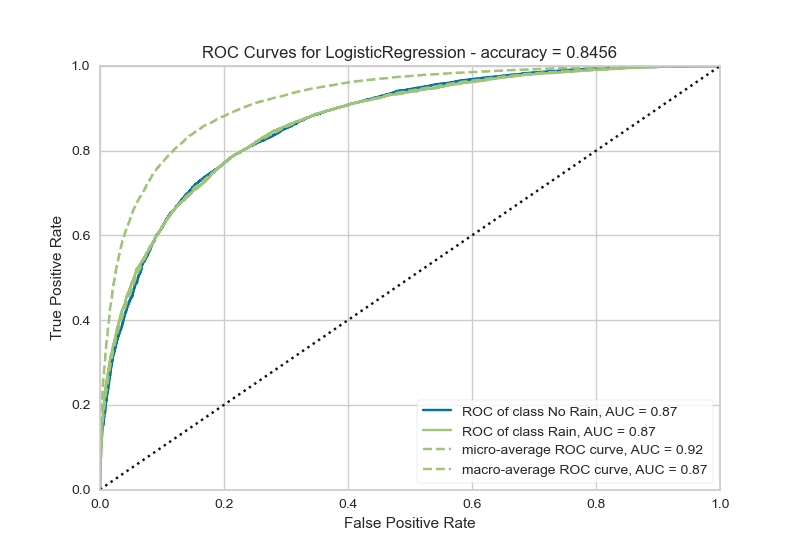 ROC Curves for LogisticRegression - accuracy = 0.8456
1.0
0.8
0.6
0.4
0.2
0.0
True Positive Rate
ROC of class No Rain, AUC = 0.87
ROC of class Rain, AUC = 0.87
micro-average ROC curve, AUC = 0.92
macro-average ROC curve, AUC = 0.87
0.0 0.2 0.4 0.6 0.8 1.0
False Positive Rate